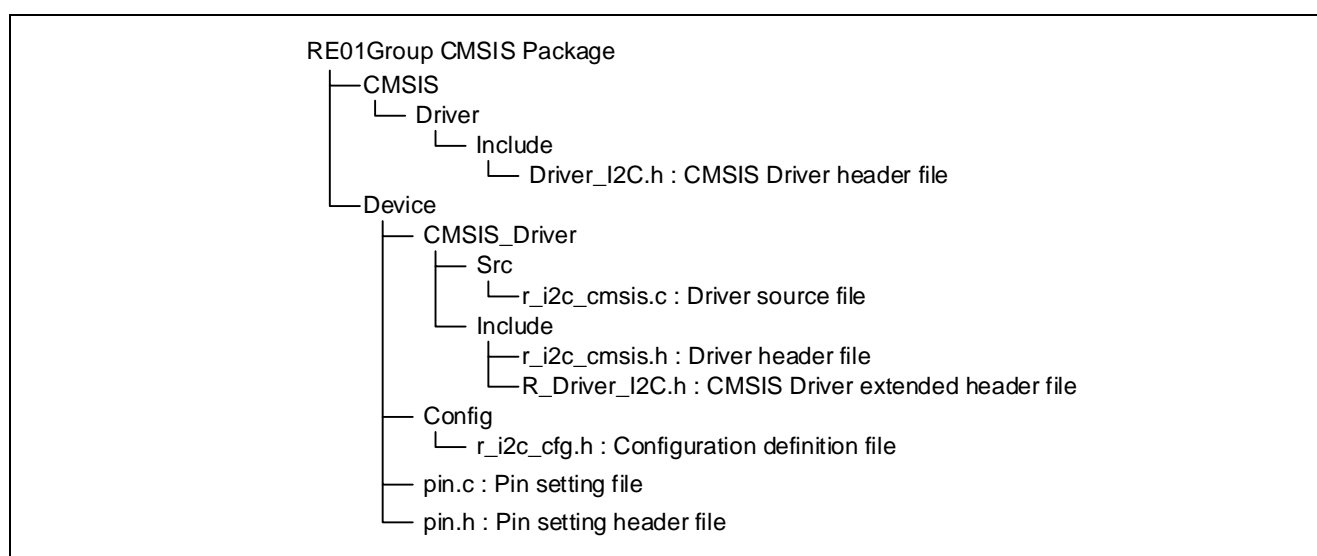 RE01Group CMSIS Package
CMSIS
Driver
Include
Driver_I2C.h : CMSIS Driver header file
Device
CMSIS_Driver
Src
r_i2c_cmsis.c : Driver source file
Include
r_i2c_cmsis.h : Driver header file
R_Driver_I2C.h : CMSIS Driver extended header file
Config
r_i2c_cfg.h : Configuration definition file
pin.c : Pin setting file
pin.h : Pin setting header file